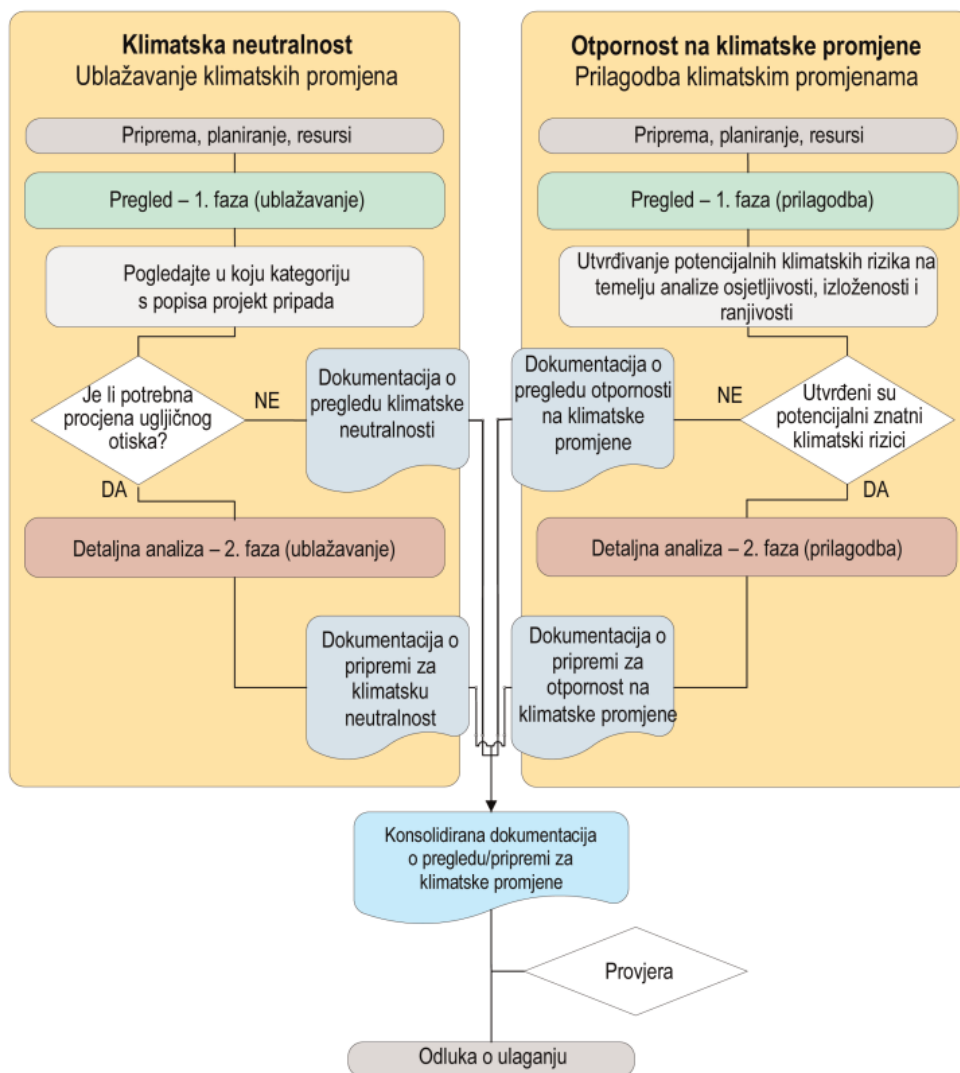 Klimatska neutralnost
Ublažavanje klimatskih promjena
Priprema, planiranje, resursi
Pregled – 1. faza (ublažavanje)
Pogledajte u koju kategoriju
s popisa projekt pripada
Je li potrebna
procjena ugljičnog
otiska?
NE
Dokumentacija o
pregledu klimatske
neutralnosti
DA
Detaljna analiza – 2. faza (ublažavanje)
Dokumentacija o
pripremi za
klimatsku
neutralnost
Otpornost na klimatske promjene
Prilagodba klimatskim promjenama
Priprema, planiranje, resursi
Pregled – 1. faza (prilagodba)
Utvrđivanje potencijalnih klimatskih rizika na
temelju analize osjetljivosti, izloženosti i
ranjivosti
Dokumentacija o
pregledu otpornosti
na klimatske
promjene
NE
Utvrđeni su
potencijalni znatni
klimatski rizici
DA
Detaljna analiza – 2. faza (prilagodba)
Dokumentacija o
pripremi za
otpornost na
klimatske promjene
Konsolidirana dokumentacija
o pregledu/pripremi za
klimatske promjene
Provjera
Odluka o ulaganju